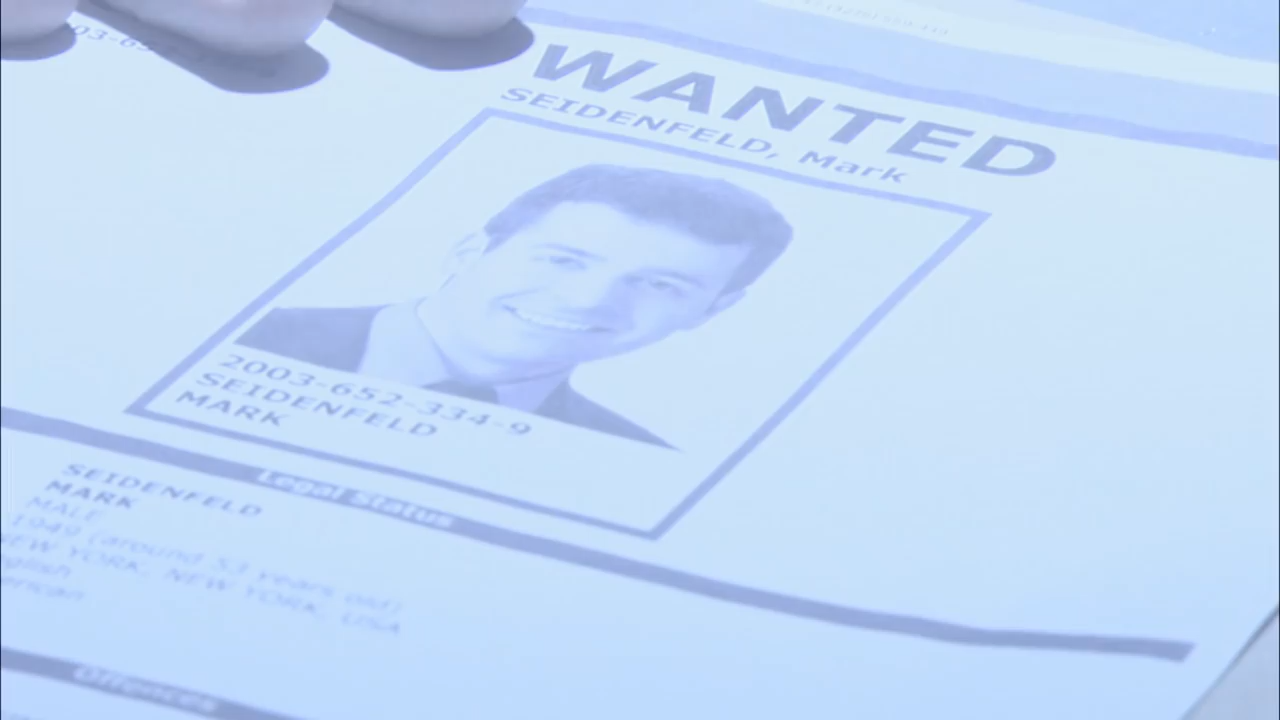 WANTED
SEIDENFELD, Mark
2003-652-334-9
SEIDENFELD
MARK
Legal Status
SEIDENFELD
MARK
MALE
1949 (around 53 years old)
NEW YORK, NEW YORK, USA
Offences